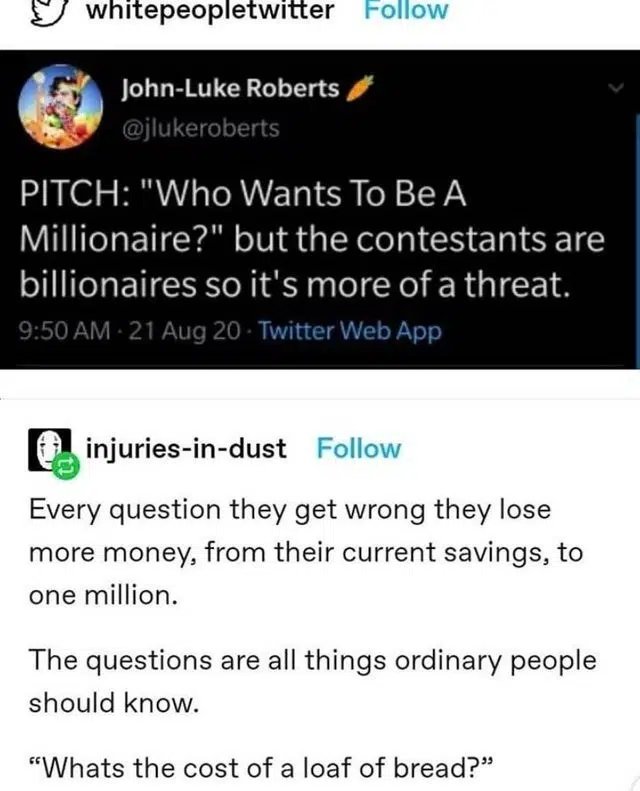 whitepeopletwitter Follow
John-Luke Roberts 🥕
@jlukeroberts
PITCH: "Who Wants To Be A
Millionaire?" but the contestants are
billionaires so it's more of a threat.
9:50 AM · 21 Aug 20 · Twitter Web App
injuries-in-dust Follow
Every question they get wrong they lose
more money, from their current savings, to
one million.
The questions are all things ordinary people
should know.
“Whats the cost of a loaf of bread?”